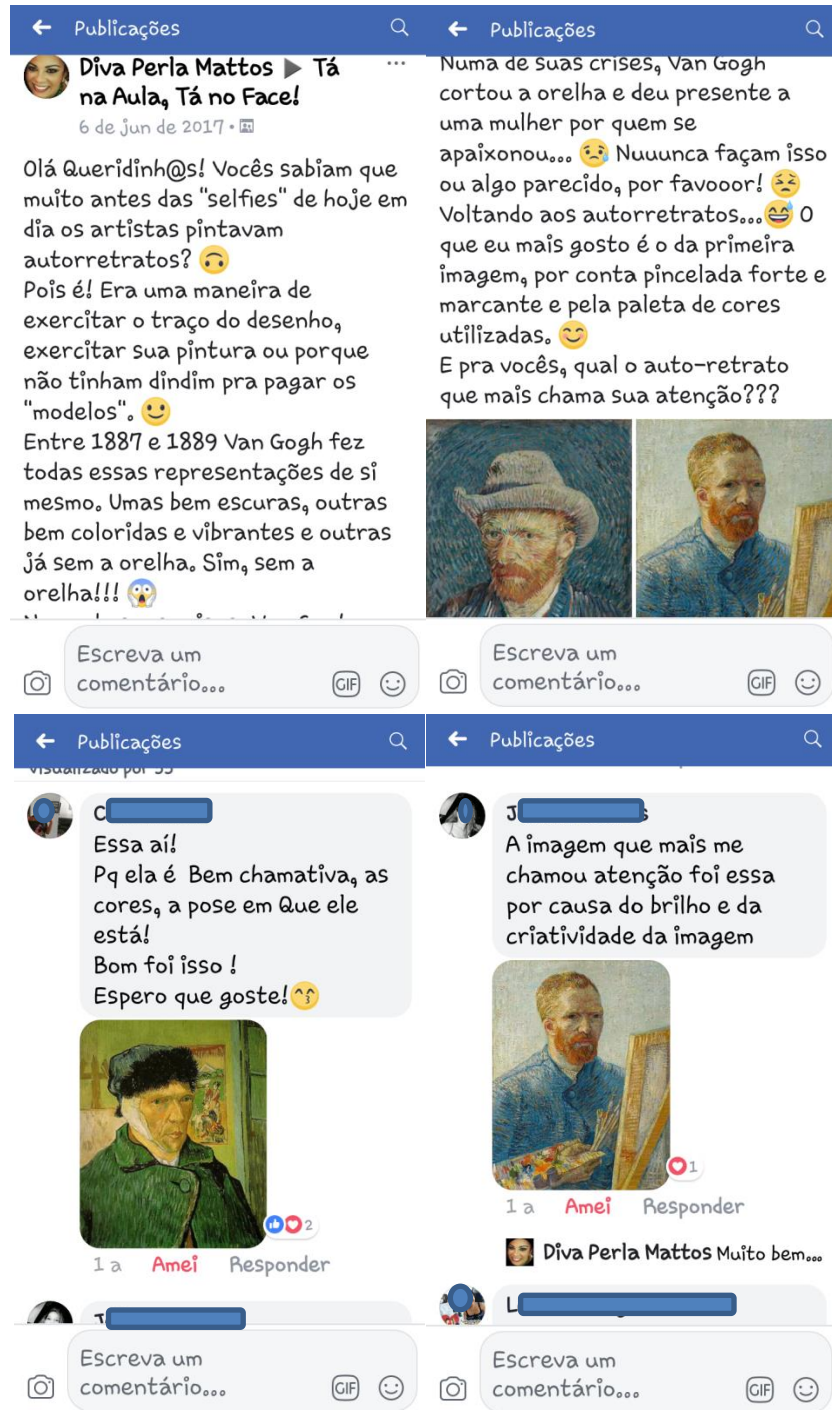 Publicações
Diva Perla Mattos ▶ Tá
na Aula, Tá no Face!
6 de jun de 2017 •
Olá Queridinh@s! Vocês sabiam que
muito antes das "selfies" de hoje em
dia os artistas pintavam
autorretratos? 🙃
Pois é! Era uma maneira de
exercitar o traço do desenho,
exercitar sua pintura ou porque
não tinham dindim pra pagar os
"modelos". 🙂
Entre 1887 e 1889 Van Gogh fez
todas essas representações de si
mesmo. Umas bem escuras, outras
bem coloridas e vibrantes e outras
já sem a orelha. Sim, sem a
orelha!!! 😱
Escreva um
comentário...
GIF
Publicações
Numa de suas crises, Van Gogh
cortou a orelha e deu presente a
uma mulher por quem se
apaixonou... 😢 Nuuunca façam isso
ou algo parecido, por favooor! 😣
Voltando aos autorretratos... 😅 O
que eu mais gosto é o da primeira
imagem, por conta pincelada forte e
marcante e pela paleta de cores
utilizadas. 😊
E pra vocês, qual o auto-retrato
que mais chama sua atenção???
Escreva um
comentário...
GIF
Publicações
Visualizado por 55
C
Essa aí!
Pq ela é Bem chamativa, as
cores, a pose em Que ele
está!
Bom foi isso !
Espero que goste! 😙
2
1 a Amei Responder
J
Escreva um
comentário...
GIF
Publicações
J s
A imagem que mais me
chamou atenção foi essa
por causa do brilho e da
criatividade da imagem
1
1 a Amei Responder
Diva Perla Mattos Muito bem...
L
Escreva um
comentário...
GIF